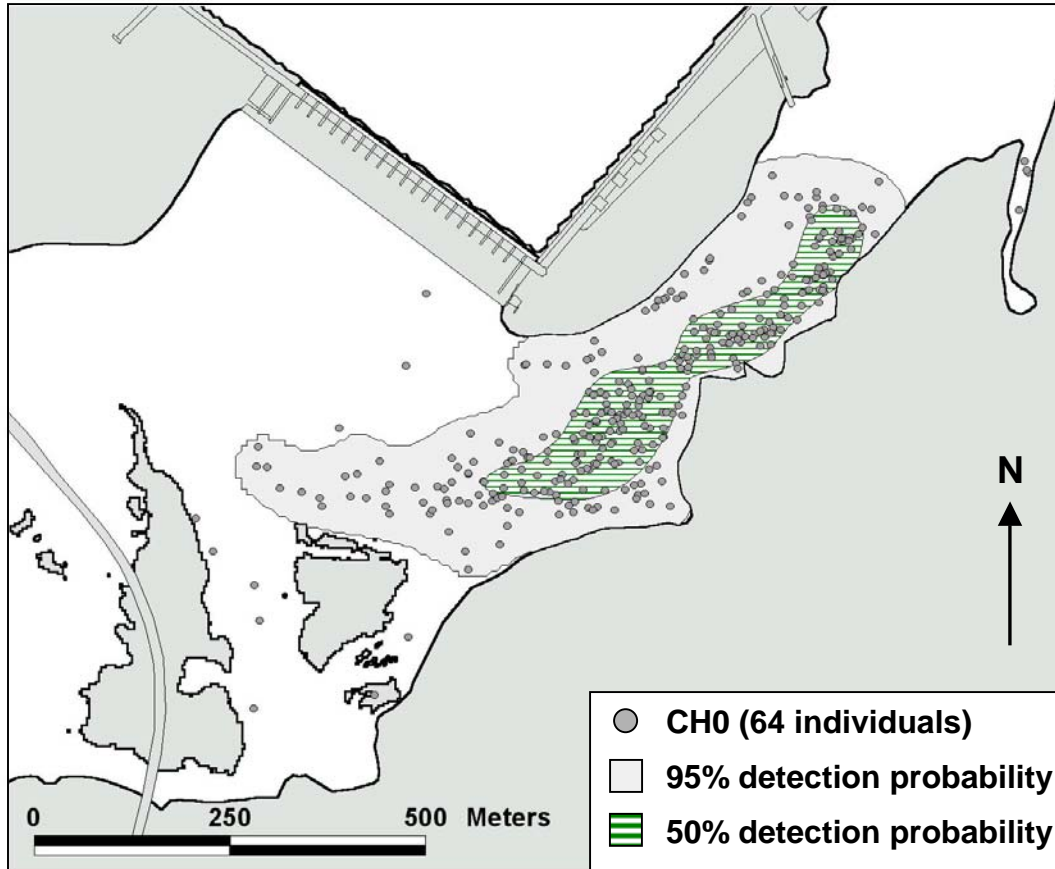 N
CH0 (64 individuals)
95% detection probability
50% detection probability
0 250 500 Meters